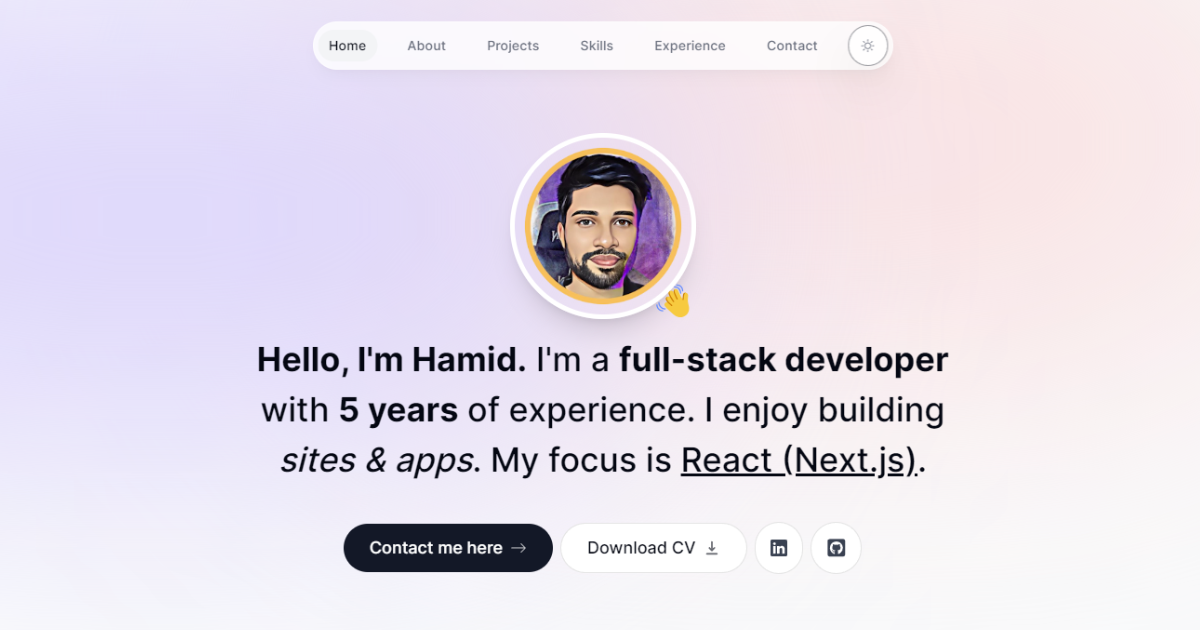 Home About Projects Skills Experience Contact
Hello, I'm Hamid. I'm a full-stack developer
with 5 years of experience. I enjoy building
sites & apps. My focus is React (Next.js).
Contact me here → Download CV
in